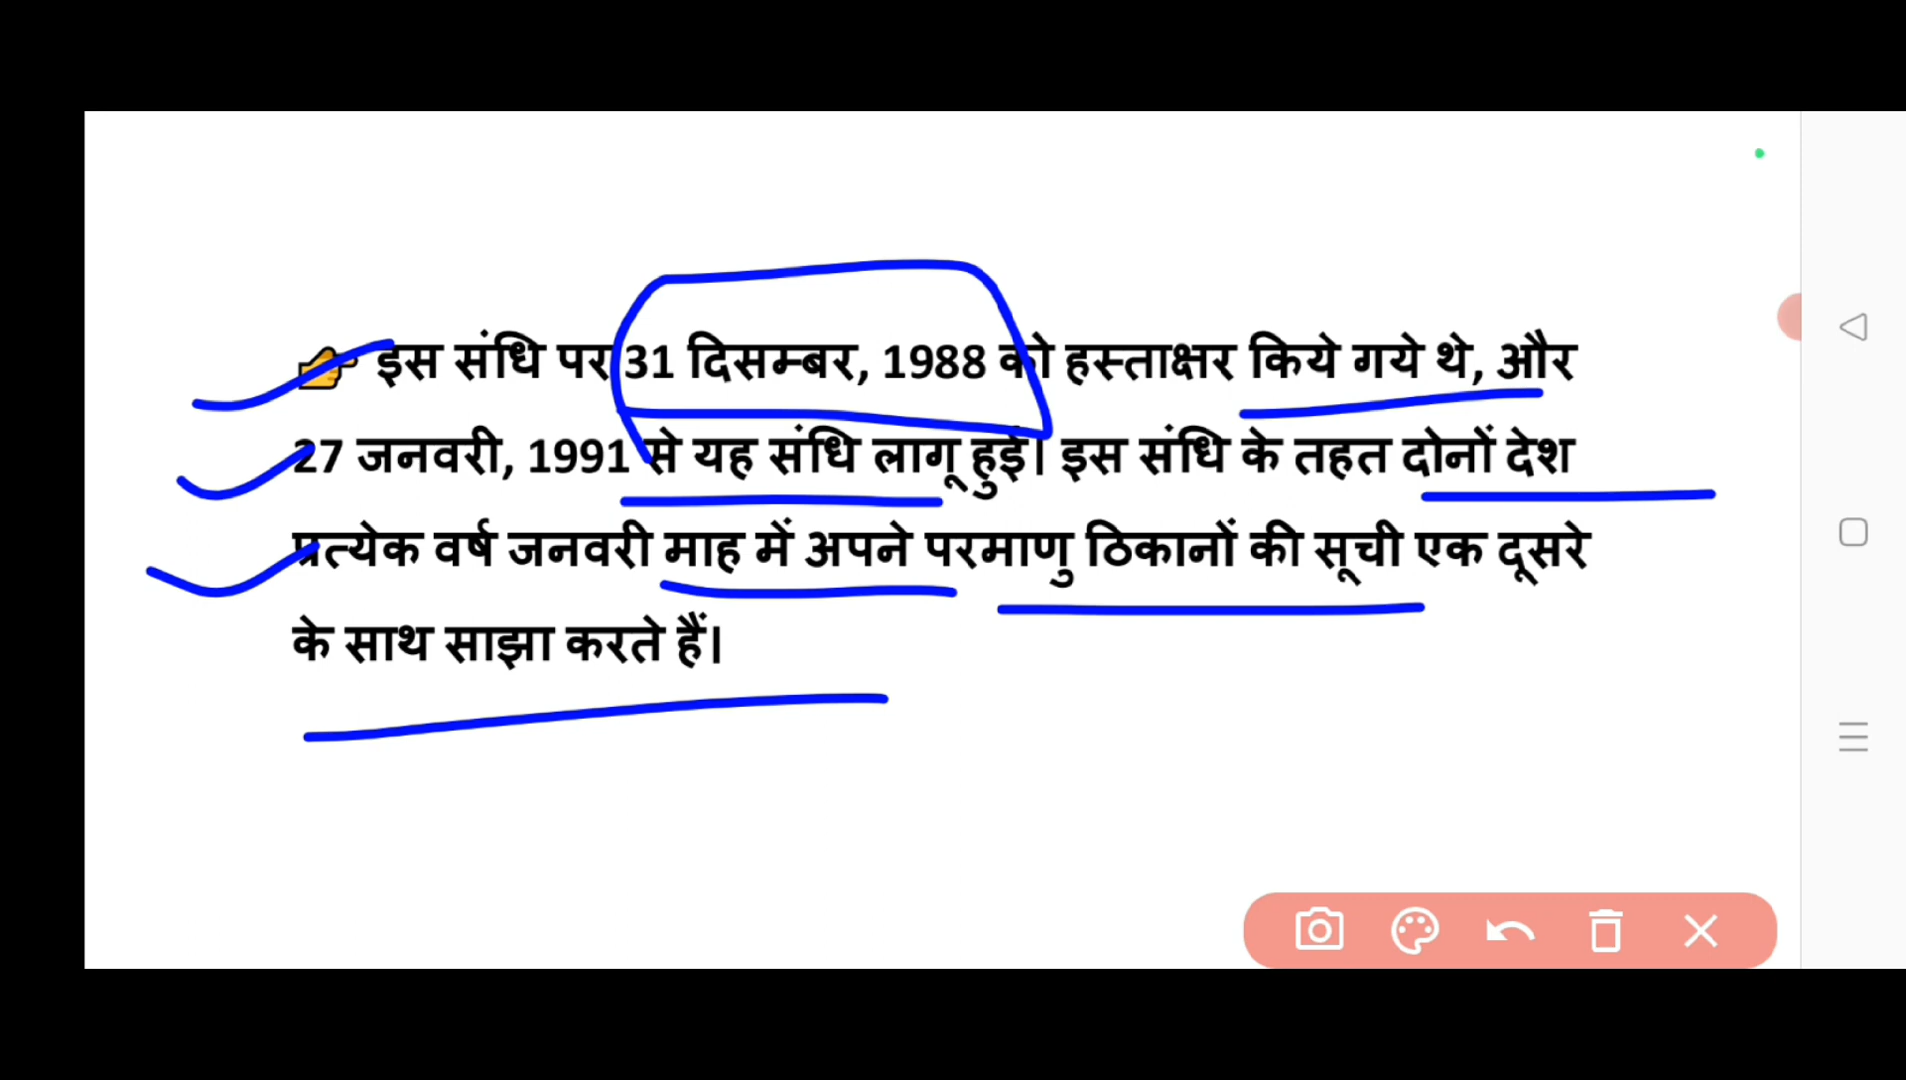 👉 इस संधि पर 31 दिसम्बर, 1988 को हस्ताक्षर किये गये थे, और
27 जनवरी, 1991 से यह संधि लागू हुई। इस संधि के तहत दोनों देश
प्रत्येक वर्ष जनवरी माह में अपने परमाणु ठिकानों की सूची एक दूसरे
के साथ साझा करते हैं।